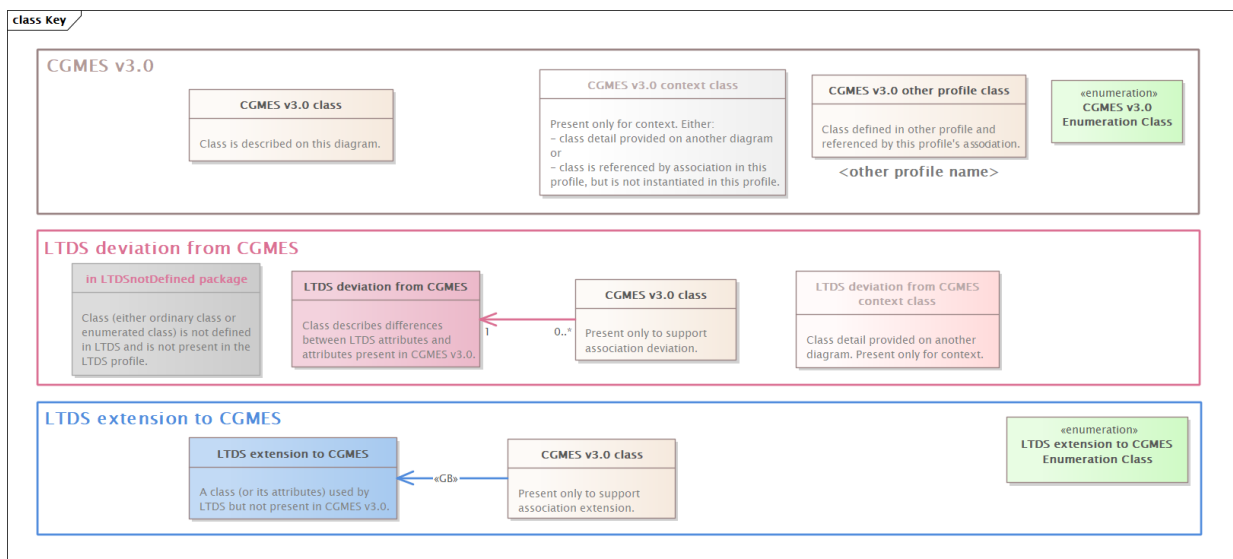 class Key
CGMES v3.0
CGMES v3.0 class
Class is described on this diagram.
CGMES v3.0 context class
Present only for context. Either:
– class detail provided on another diagram
or
– class is referenced by association in this
profile, but is not instantiated in this profile.
CGMES v3.0 other profile class
Class defined in other profile and
referenced by this profile's association.
<other profile name>
«enumeration»
CGMES v3.0
Enumeration Class
LTDS deviation from CGMES
in LTDSnotDefined package
Class (either ordinary class or
enumerated class) is not defined
in LTDS and is not present in the
LTDS profile.
LTDS deviation from CGMES
Class describes differences
between LTDS attributes and
attributes present in CGMES v3.0.
1
0..*
CGMES v3.0 class
Present only to support
association deviation.
LTDS deviation from CGMES
context class
Class detail provided on another
diagram. Present only for context.
LTDS extension to CGMES
LTDS extension to CGMES
A class (or its attributes) used by
LTDS but not present in CGMES v3.0.
«GB»
CGMES v3.0 class
Present only to support
association extension.
«enumeration»
LTDS extension to CGMES
Enumeration Class